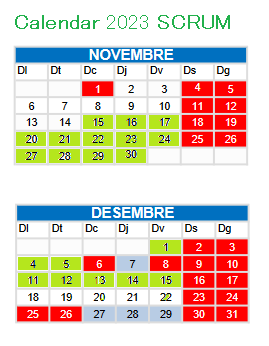 Calendar 2023 SCRUM
NOVEMBRE
Dl Dt Dc Dj Dv Ds Dg
1 2 3 4 5
6 7 8 9 10 11 12
13 14 15 16 17 18 19
20 21 22 23 24 25 26
27 28 29 30
DESEMBRE
Dl Dt Dc Dj Dv Ds Dg
1 2 3
4 5 6 7 8 9 10
11 12 13 14 15 16 17
18 19 20 21 22 23 24
25 26 27 28 29 30 31